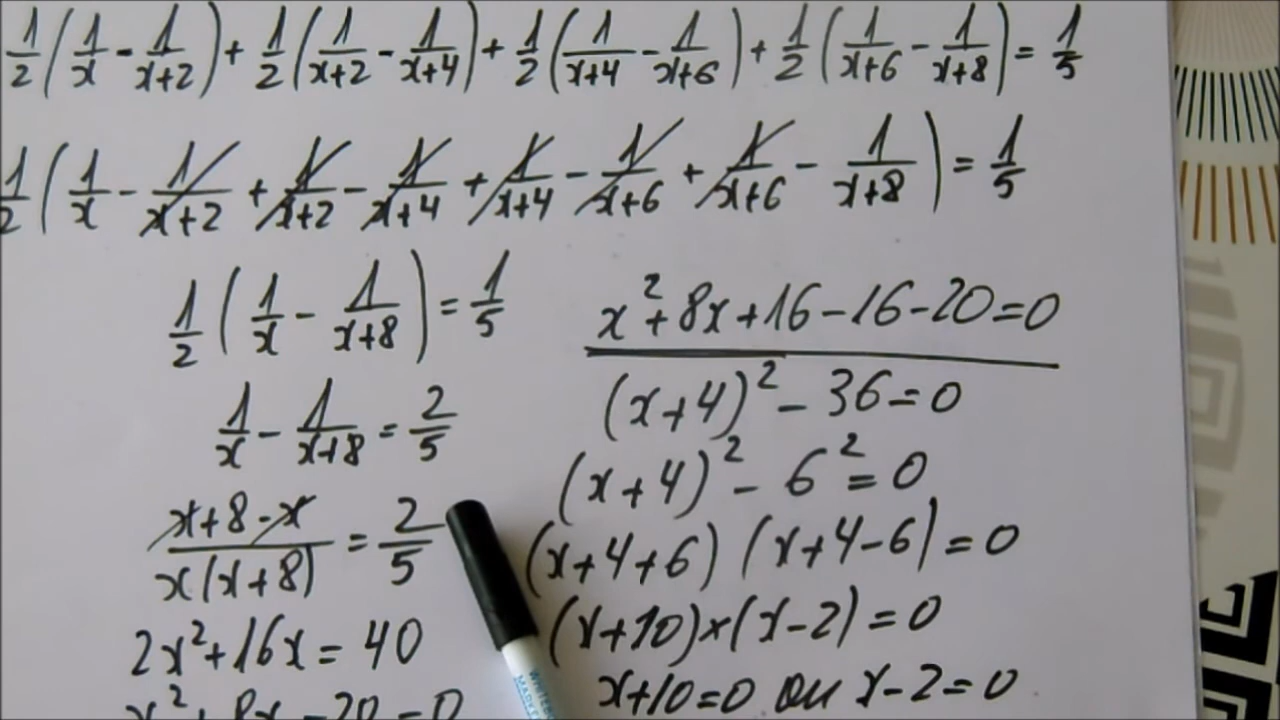 1/2 (1/x - 1/(x+2)) + 1/2 (1/(x+2) - 1/(x+4)) + 1/2 (1/(x+4) - 1/(x+6)) + 1/2 (1/(x+6) - 1/(x+8)) = 1/5
1/2 (1/x - 1/(x+2) + 1/(x+2) - 1/(x+4) + 1/(x+4) - 1/(x+6) + 1/(x+6) - 1/(x+8)) = 1/5
1/2 (1/x - 1/(x+8)) = 1/5
1/x - 1/(x+8) = 2/5
(x+8-x)/(x(x+8)) = 2/5
2x²+16x = 40
x²+8x-20=0
x²+8x+16-16-20=0
(x+4)²-36=0
(x+4)²-6²=0
(x+4+6)(x+4-6)=0
(x+10)×(x-2)=0
x+10=0 ou x-2=0